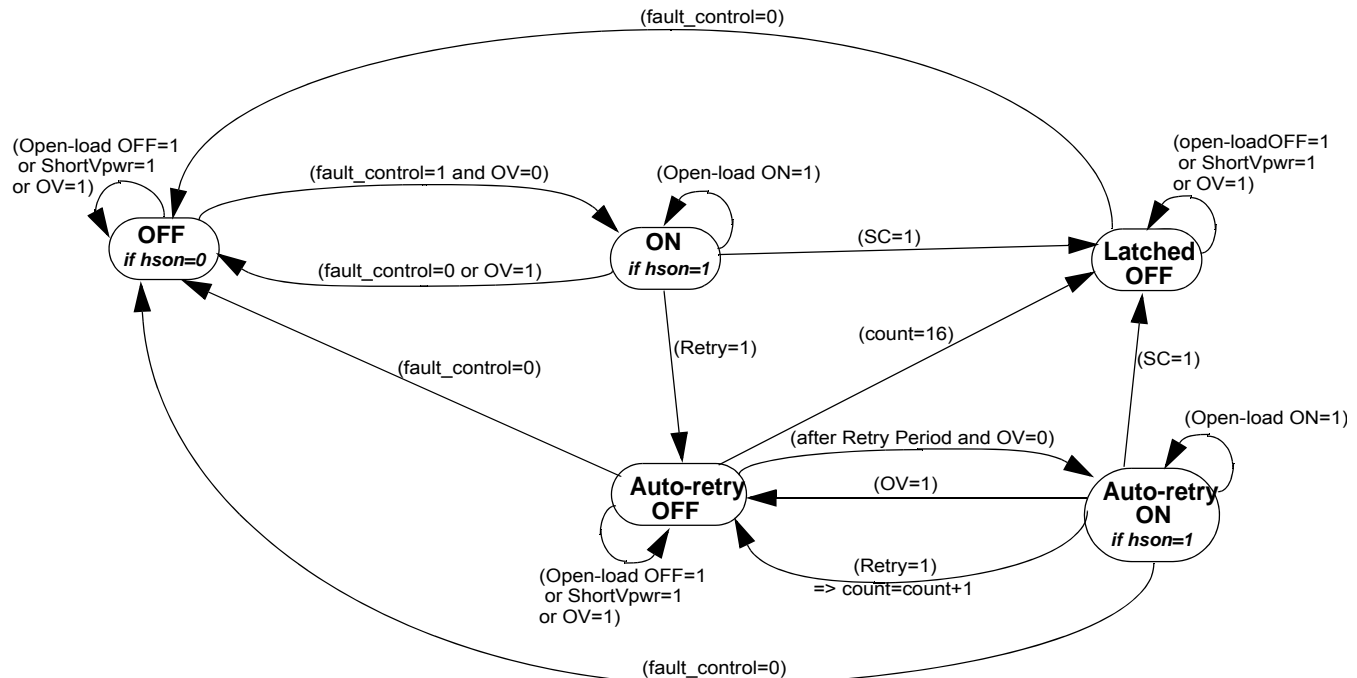 (fault_control=0)
(Open-load OFF=1
or ShortVpwr=1
or OV=1)
(fault_control=1 and OV=0)
(Open-load ON=1)
(open-loadOFF=1
or ShortVpwr=1
or OV=1)
OFF
if hson=0
ON
if hson=1
(SC=1)
Latched
OFF
(fault_control=0 or OV=1)
(count=16)
(Retry=1)
(SC=1)
(fault_control=0)
(Open-load ON=1)
(after Retry Period and OV=0)
Auto-retry
OFF
(OV=1)
Auto-retry
ON
if hson=1
(Open-load OFF=1
or ShortVpwr=1
or OV=1)
(Retry=1)
=> count=count+1
(fault_control=0)